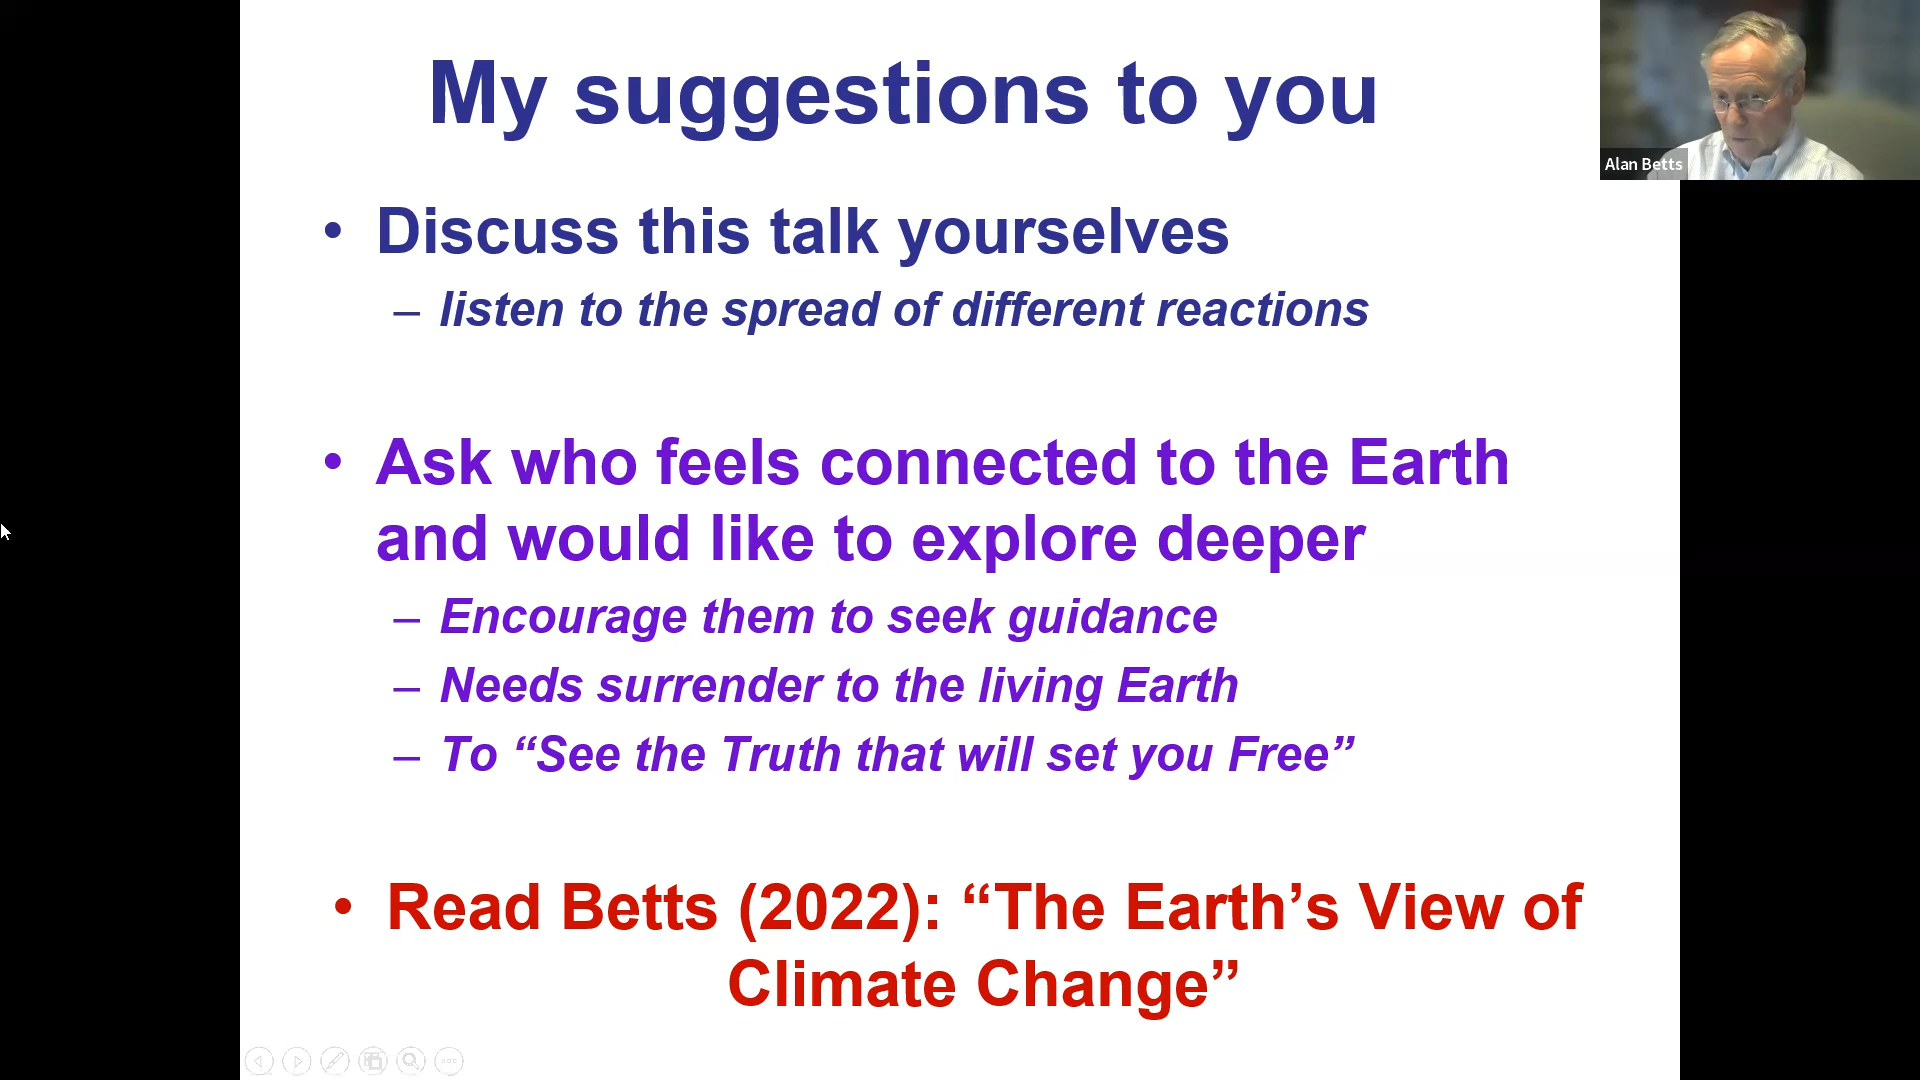 My suggestions to you
Alan Betts
• Discuss this talk yourselves
– listen to the spread of different reactions
• Ask who feels connected to the Earth
and would like to explore deeper
– Encourage them to seek guidance
– Needs surrender to the living Earth
– To “See the Truth that will set you Free”
• Read Betts (2022): “The Earth’s View of
Climate Change”